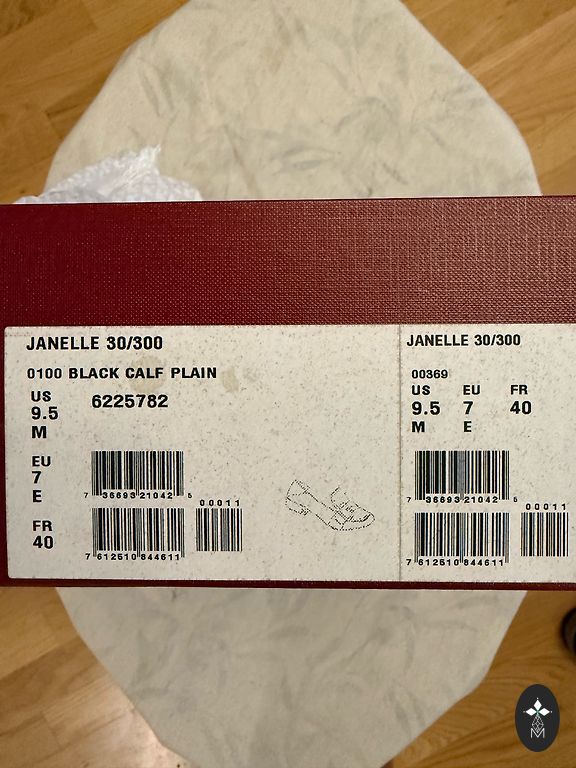 JANELLE 30/300
0100 BLACK CALF PLAIN
US
9.5
M
6225782
EU
7
E
FR
40
7 36693 21042 5
00011
7 612510 844611
JANELLE 30/300
00369
US EU FR
9.5 7 40
M E
7 36693 21042 5
00011
7 612510 844611
M